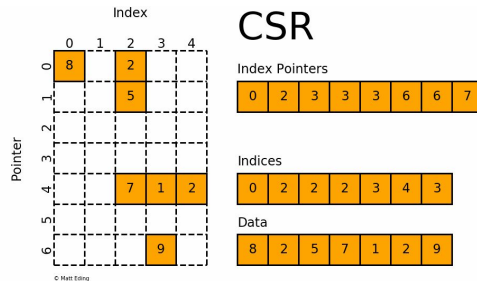 Index
CSR
0 1 2 3 4
0 8 2
Index Pointers
1 5
0 2 3 3 3 6 6 7
2
3
Pointer
Indices
4 7 1 2
0 2 2 2 3 4 3
5
Data
6 9
8 2 5 7 1 2 9
© Matt Eding